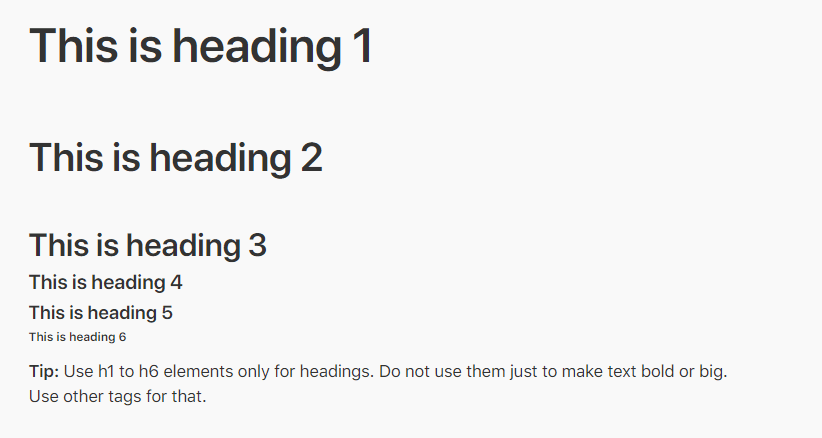 This is heading 1
This is heading 2
This is heading 3
This is heading 4
This is heading 5
This is heading 6
Tip: Use h1 to h6 elements only for headings. Do not use them just to make text bold or big.
Use other tags for that.